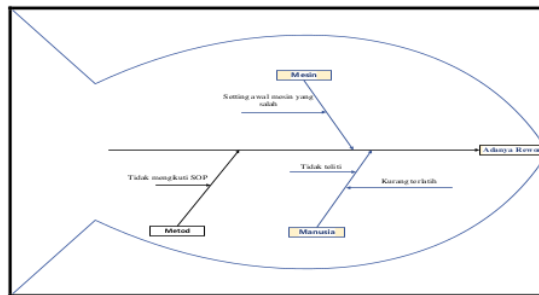 Mesin
Setting awal mesin yang
salah
Adanya Rewo
Tidak teliti
Tidak mengikuti SOP
Kurang terlatih
Metod
Manusia